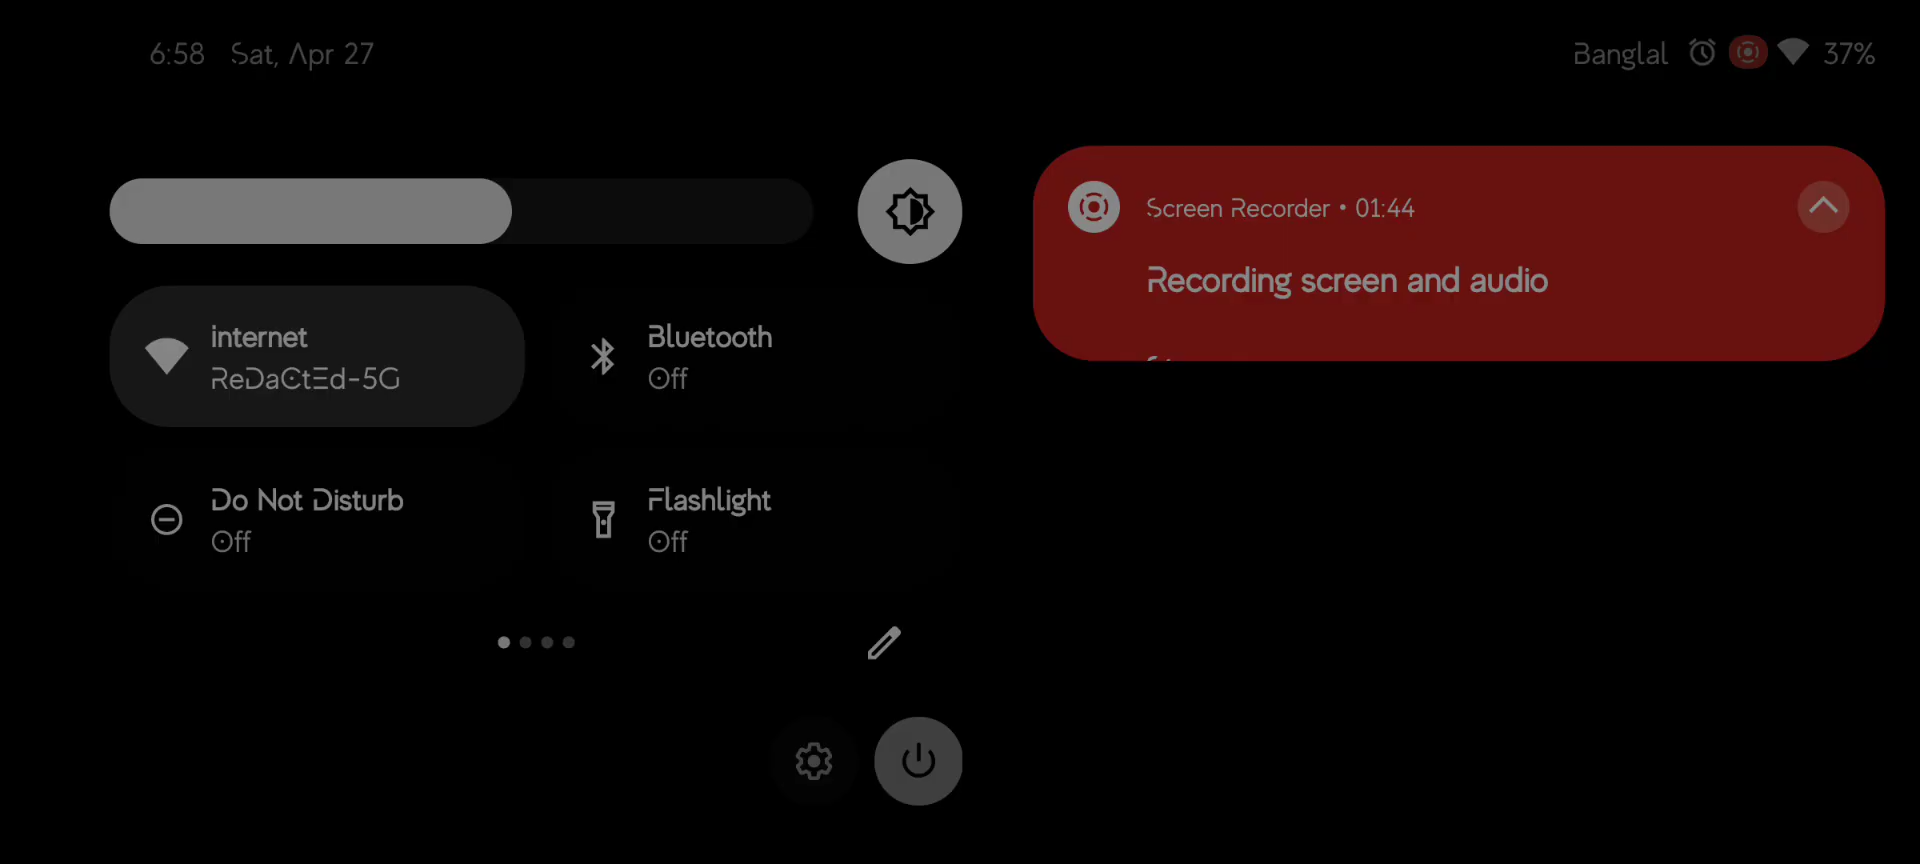 6:58 Sat, Apr 27
Banglal 37%
Screen Recorder • 01:44
Recording screen and audio
internet
ReDaCtEd-5G
Bluetooth
Off
Do Not Disturb
Off
Flashlight
Off